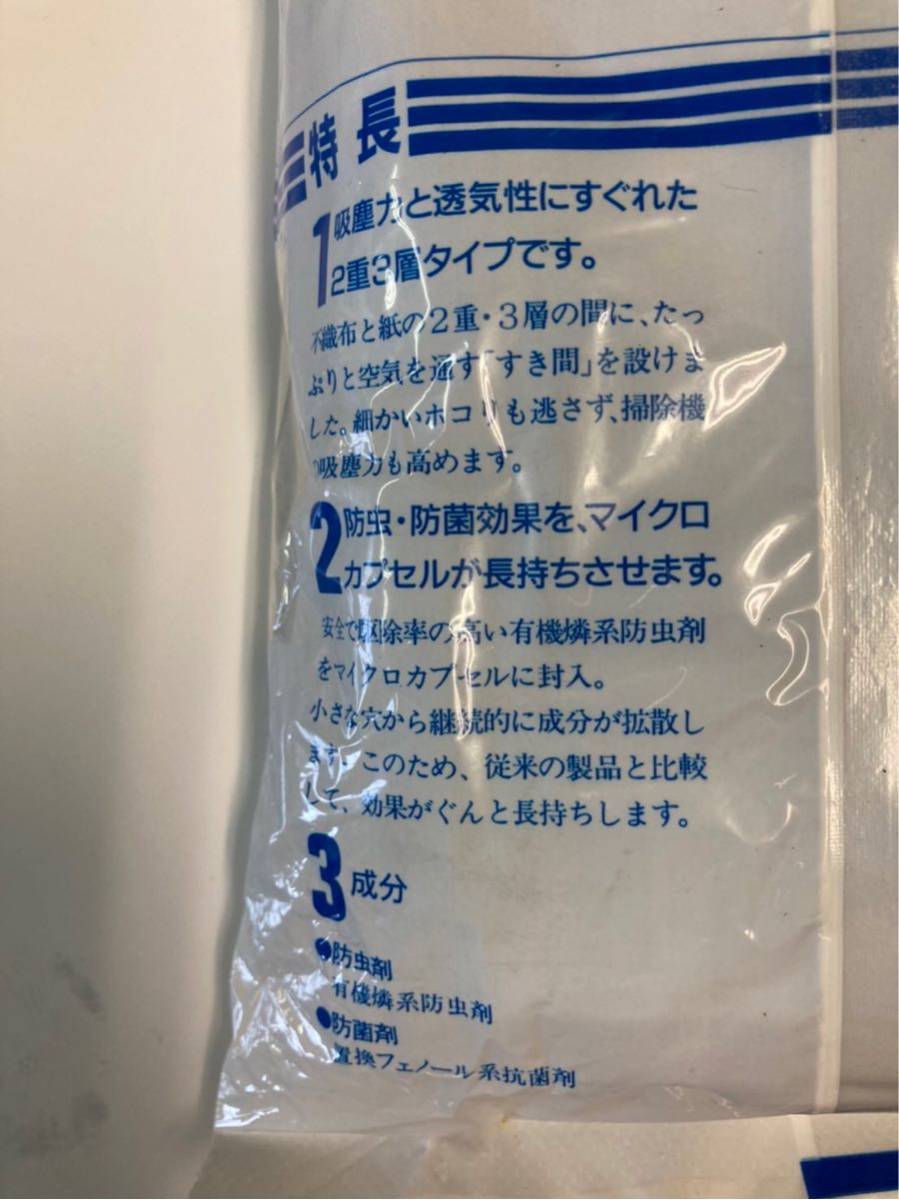 特長
1 吸塵力と透気性にすぐれた
2重3層タイプです。
不織布と紙の2重・3層の間に、たっ
ぷりと空気を通す「すき間」を設けま
した。細かいホコリも逃さず、掃除機
の吸塵力も高めます。
2 防虫・防菌効果を、マイクロ
カプセルが長持ちさせます。
安全で駆除率の高い有機燐系防虫剤
をマイクロカプセルに封入。
小さな穴から継続的に成分が拡散し
ます。このため、従来の製品と比較
して、効果がぐんと長持ちします。
3 成分
●防虫剤
有機燐系防虫剤
●防菌剤
置換フェノール系抗菌剤